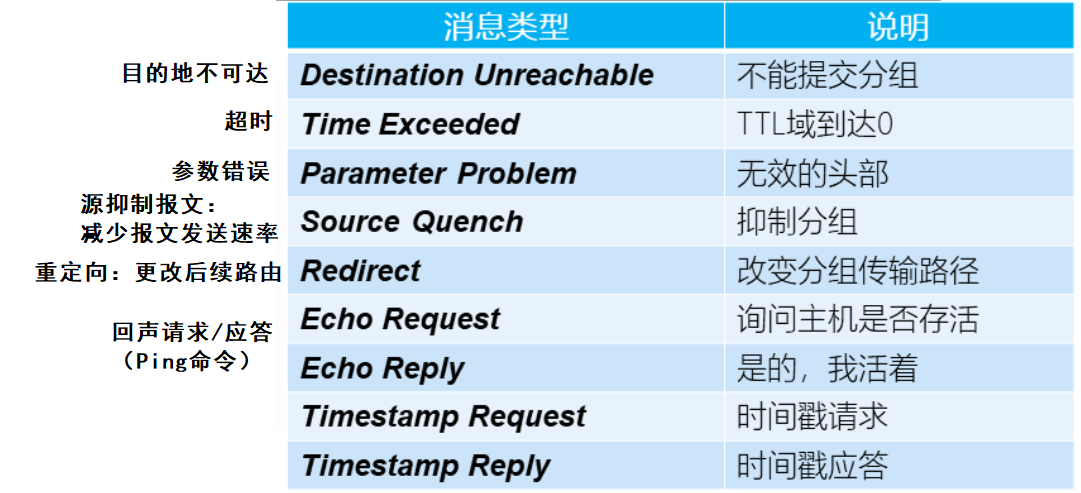 消息类型 说明
目的地不可达 Destination Unreachable 不能提交分组
超时 Time Exceeded TTL域到达0
参数错误 Parameter Problem 无效的头部
源抑制报文:
减少报文发送速率 Source Quench 抑制分组
重定向: 更改后续路由 Redirect 改变分组传输路径
回声请求/应答 Echo Request 询问主机是否存活
(Ping命令) Echo Reply 是的，我活着
Timestamp Request 时间戳请求
Timestamp Reply 时间戳应答